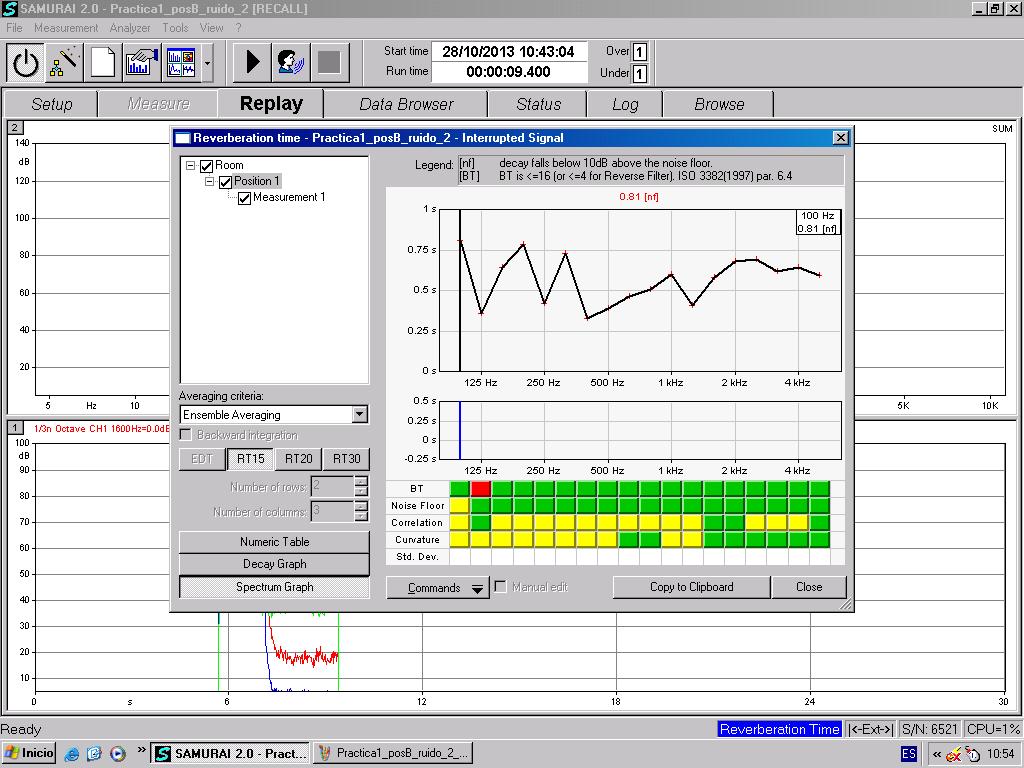 SAMURAI 2.0 - Practica1_posB_ruido_2 [RECALL]
File Measurement Analyzer Tools View ?
Start time 28/10/2013 10:43:04 Over 1
Run time 00:00:09.400 Under 1
Setup Measure Replay Data Browser Status Log Browse
2 SUM
Reverberation time - Practica1_posB_ruido_2 - Interrupted Signal
140
dB
120
100
80
60
40
20
5 Hz 10 5K 10K
Room
Position 1
Measurement 1
Legend: [nf] decay falls below 10dB above the noise floor.
[BT] BT is <=16 (or <=4 for Reverse Filter). ISO 3382(1997) par. 6.4
0.81 [nf]
100 Hz
0.81 [nf]
1 s
0.75 s
0.5 s
0.25 s
0 s
125 Hz 250 Hz 500 Hz 1 kHz 2 kHz 4 kHz
Averaging criteria:
Ensemble Averaging
Backward integration
EDT RT15 RT20 RT30
Number of rows: 2
Number of columns: 3
Numeric Table
Decay Graph
Spectrum Graph
0.5 s
0.25 s
0 s
-0.25 s
125 Hz 250 Hz 500 Hz 1 kHz 2 kHz 4 kHz
BT
Noise Floor
Correlation
Curvature
Std. Dev.
Commands Manual edit Copy to Clipboard Close
1 1/3n Octave CH1 1600Hz=0.0dB
100
dB
90
80
70
60
50
40
30
20
10
0 s 6 12 18 24 30
Ready Reverberation Time |<-Ext->| S/N: 6521 CPU=1%
Inicio » SAMURAI 2.0 - Pract... Practica1_posB_ruido_2_... ES « 10:54